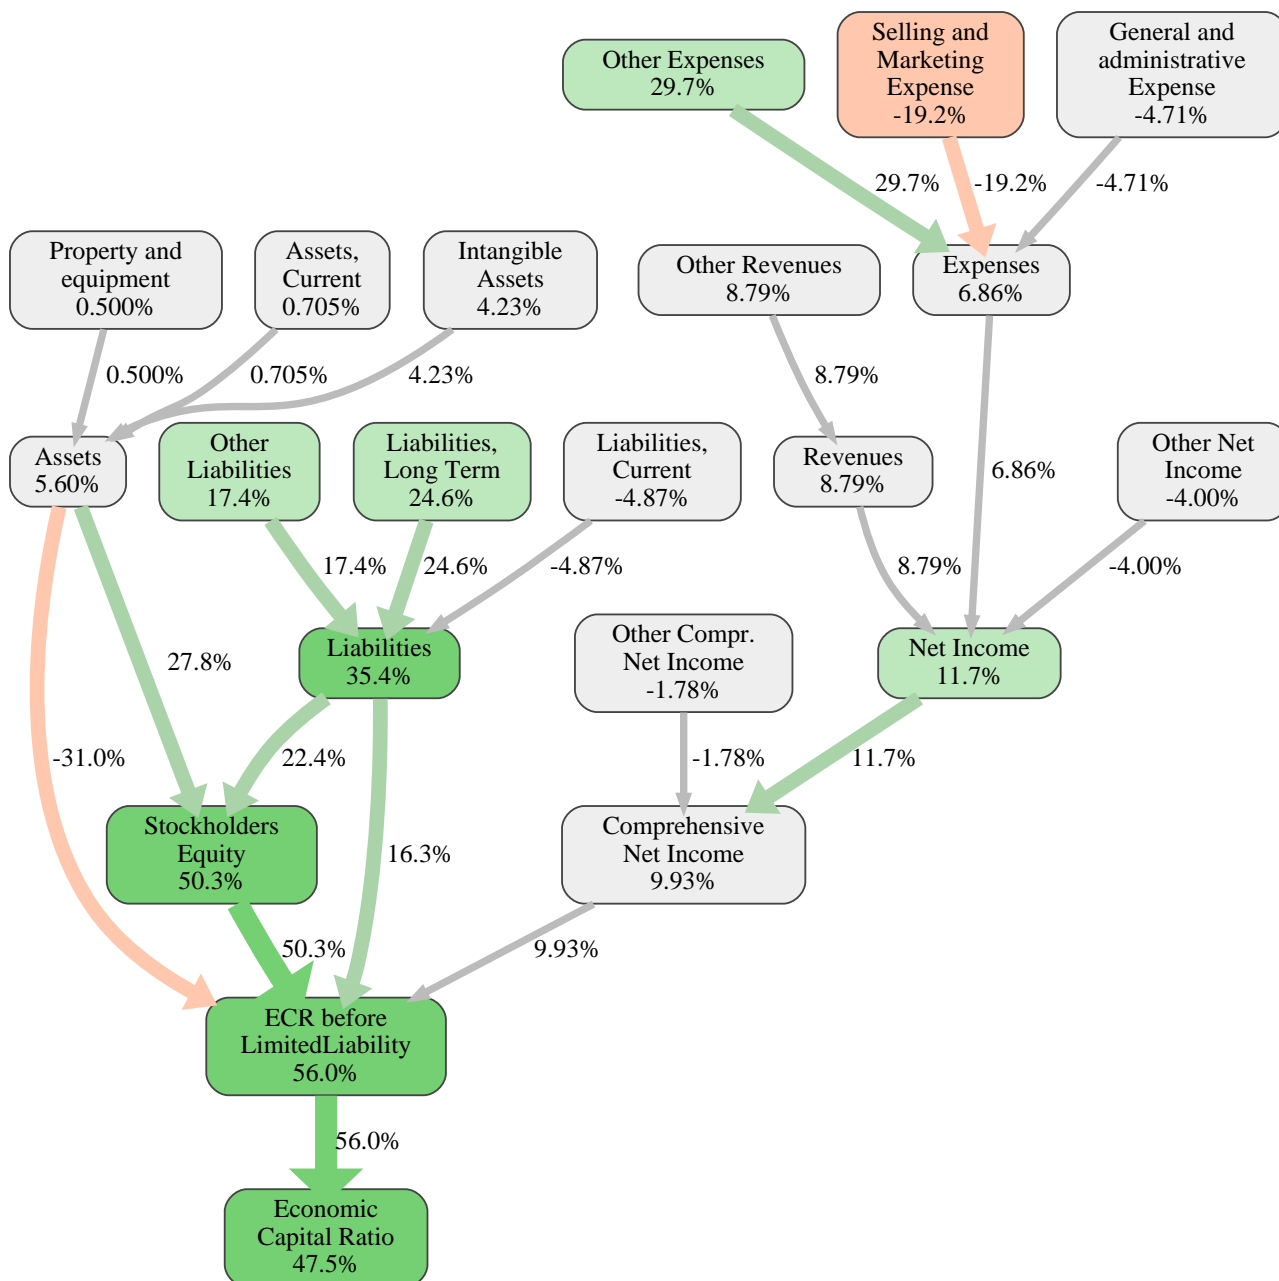 Other Expenses
29.7%
Selling and
Marketing
Expense
-19.2%
General and
administrative
Expense
-4.71%
29.7%
-19.2%
-4.71%
Property and
equipment
0.500%
Assets,
Current
0.705%
Intangible
Assets
4.23%
Other Revenues
8.79%
Expenses
6.86%
0.500%
0.705%
4.23%
8.79%
Assets
5.60%
Other
Liabilities
17.4%
Liabilities,
Long Term
24.6%
Liabilities,
Current
-4.87%
Revenues
8.79%
6.86%
Other Net
Income
-4.00%
17.4%
24.6%
-4.87%
8.79%
-4.00%
27.8%
Liabilities
35.4%
Other Compr.
Net Income
-1.78%
Net Income
11.7%
-31.0%
22.4%
-1.78%
11.7%
Stockholders
Equity
50.3%
16.3%
Comprehensive
Net Income
9.93%
50.3%
9.93%
ECR before
LimitedLiability
56.0%
56.0%
Economic
Capital Ratio
47.5%